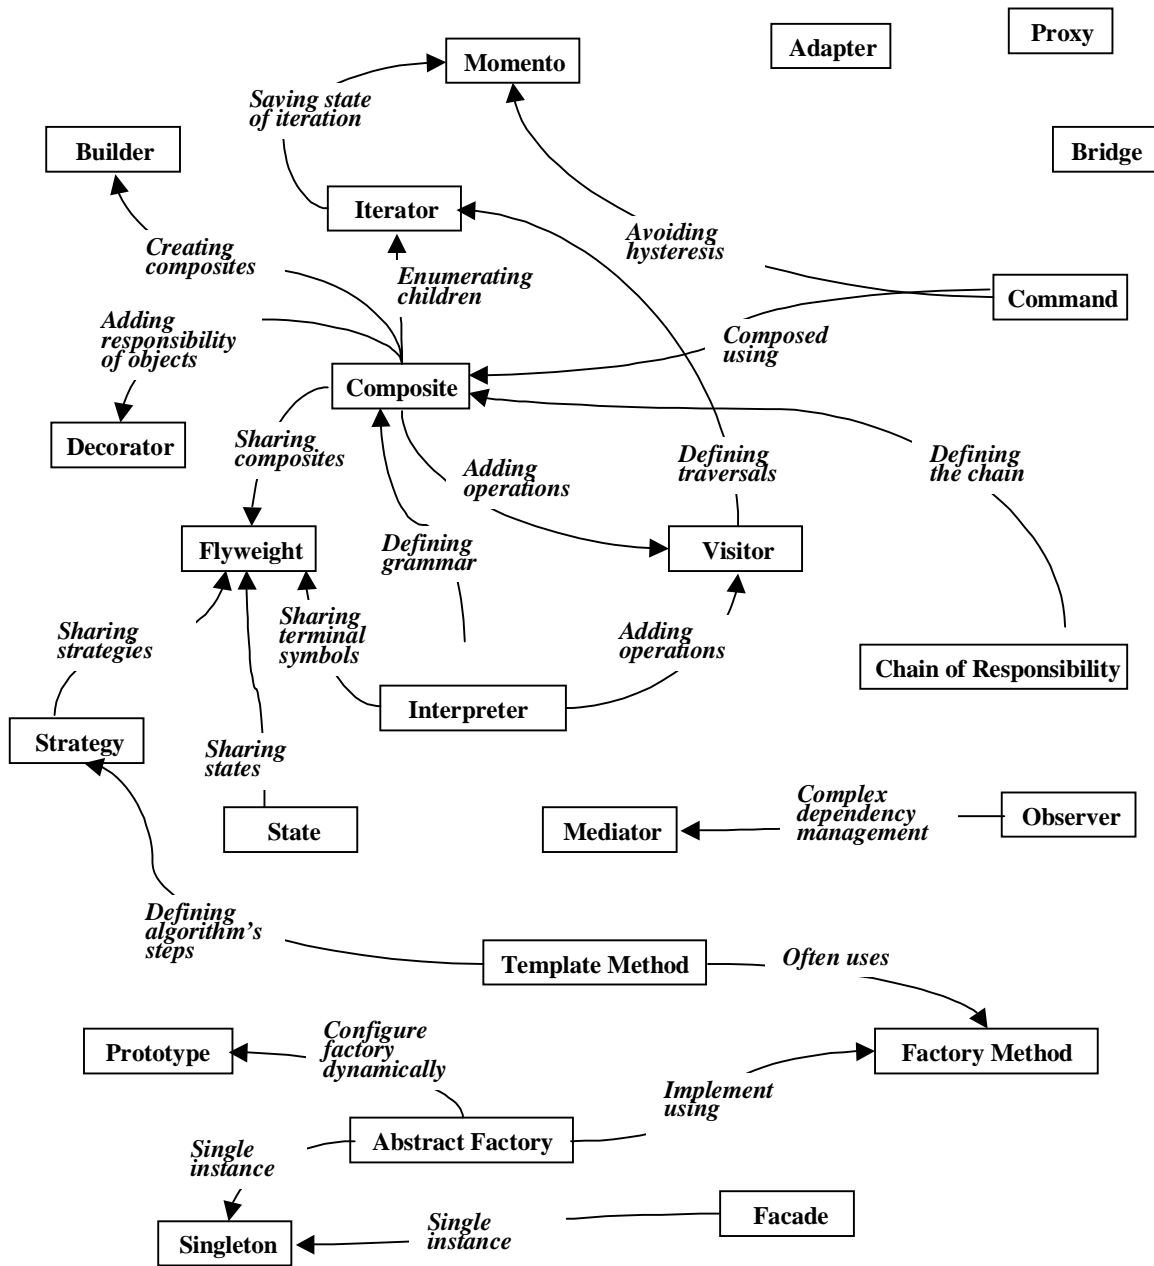 Proxy
Adapter
Momento
Saving state
of iteration
Builder
Bridge
Iterator
Avoiding
hysteresis
Creating
composites
Enumerating
children
Command
Adding
responsibility
of objects
Composed
using
Composite
Decorator
Sharing
composites
Adding
operations
Defining
traversals
Defining
the chain
Flyweight
Defining
grammar
Visitor
Sharing
strategies
Sharing
terminal
symbols
Adding
operations
Chain of Responsibility
Interpreter
Strategy
Sharing
states
State
Mediator
Complex
dependency
management
Observer
Defining
algorithm’s
steps
Template Method
Often uses
Prototype
Configure
factory
dynamically
Factory Method
Implement
using
Abstract Factory
Single
instance
Facade
Singleton
Single
instance